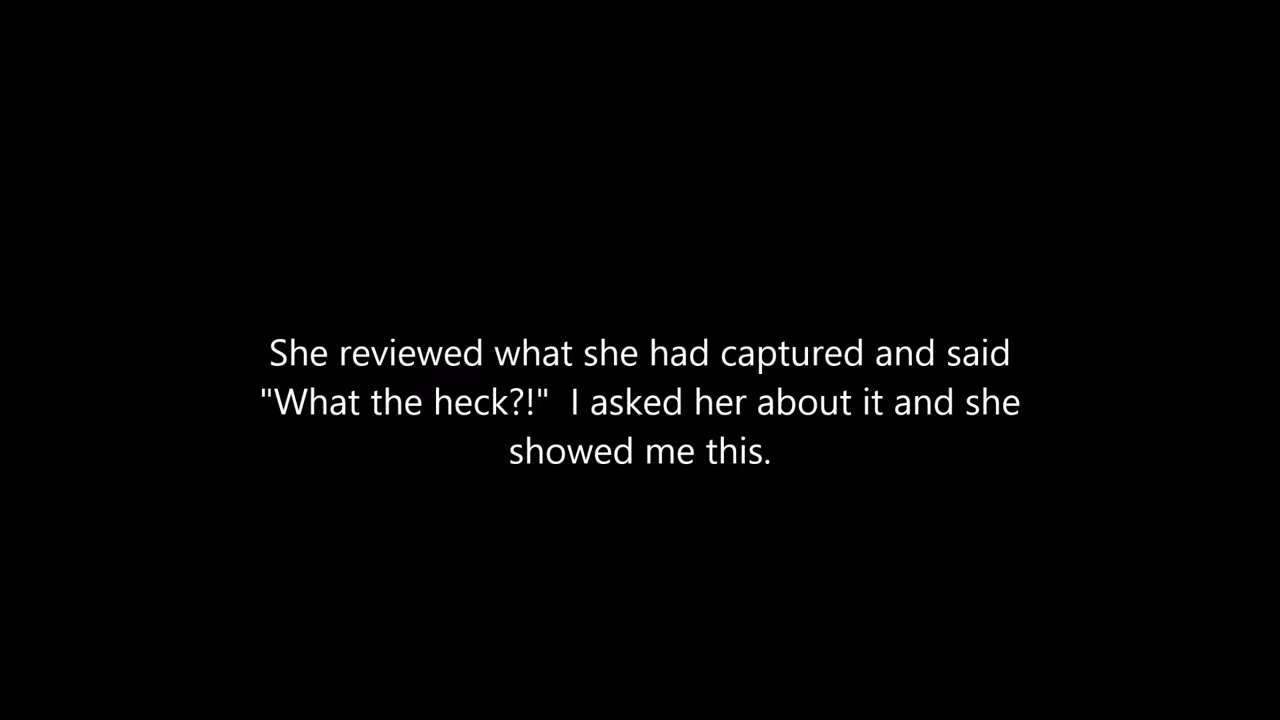 She reviewed what she had captured and said
"What the heck?!"  I asked her about it and she
showed me this.